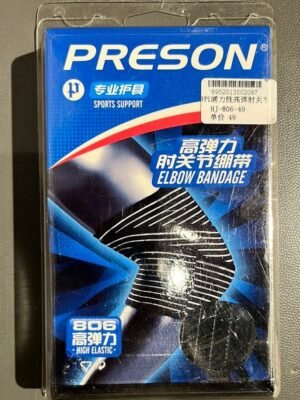 PRESON®
专业护具
SPORTS SUPPORT
6952513502097
HJ-806-49
单价 49
高弹力
肘关节绷带
ELBOW BANDAGE
806
高弹力
HIGH ELASTIC